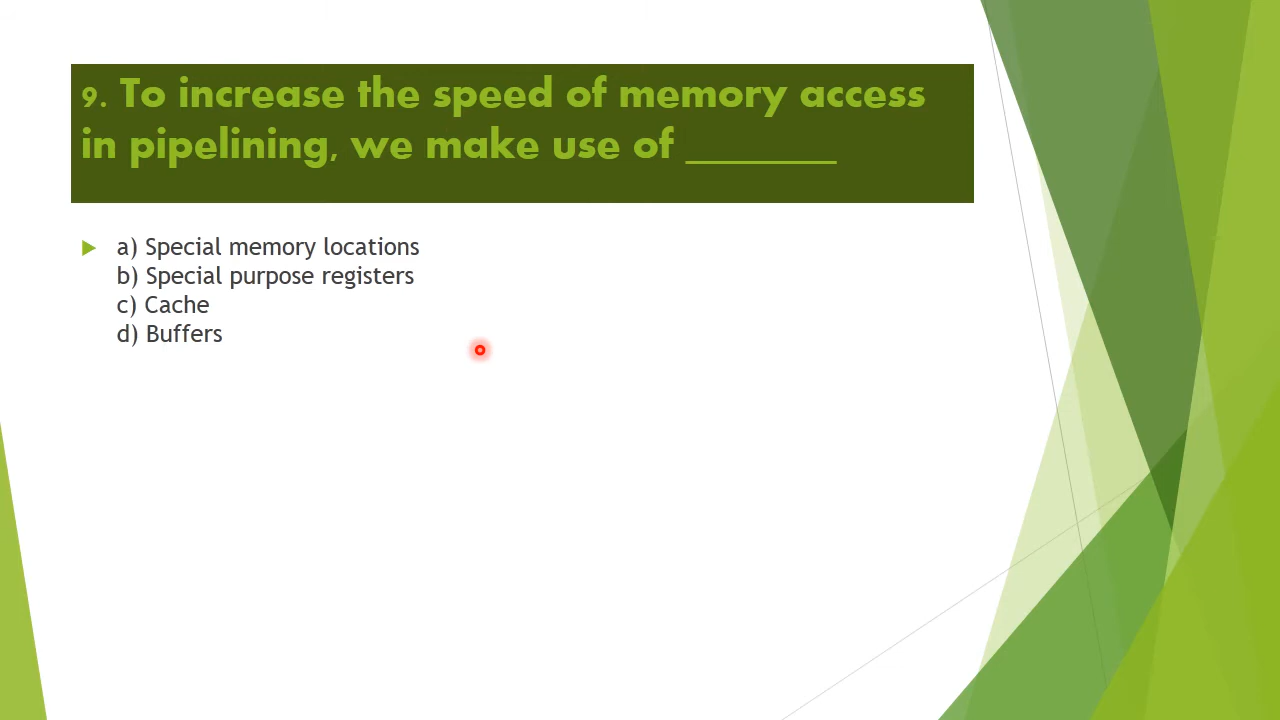 9. To increase the speed of memory access
in pipelining, we make use of _______
a) Special memory locations
b) Special purpose registers
c) Cache
d) Buffers